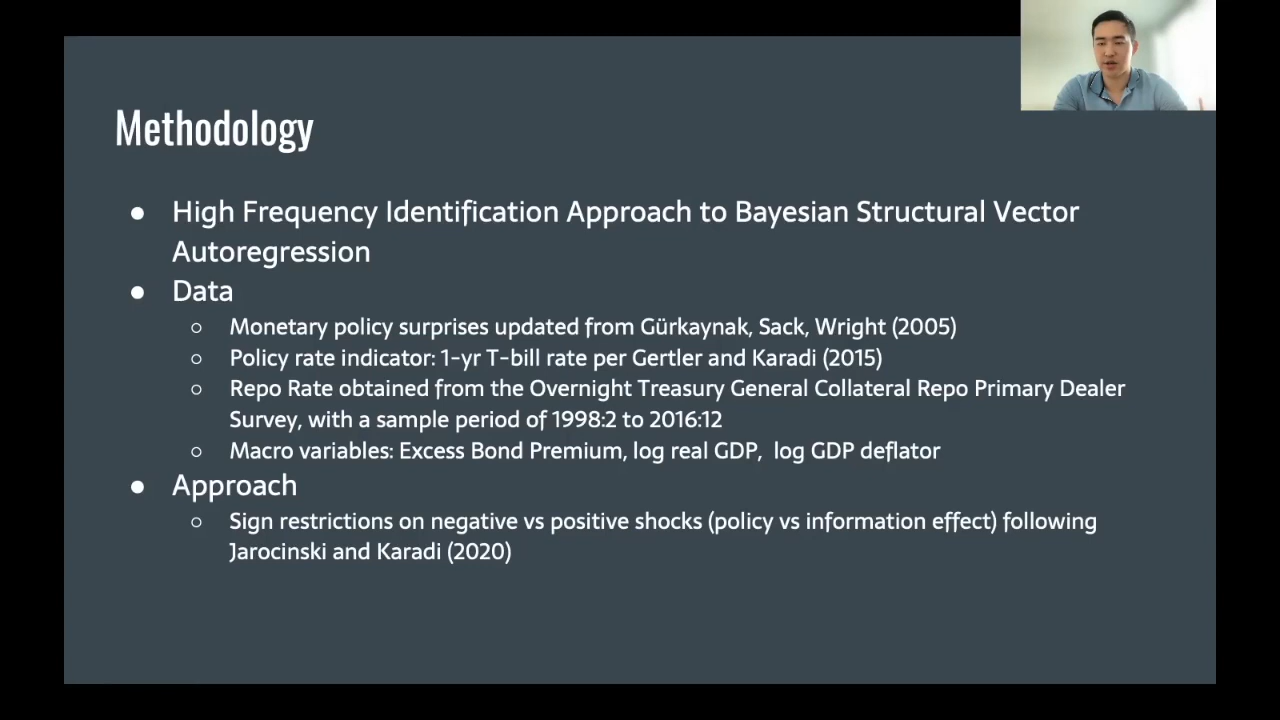 Methodology
● High Frequency Identification Approach to Bayesian Structural Vector
Autoregression
● Data
○ Monetary policy surprises updated from Gürkaynak, Sack, Wright (2005)
○ Policy rate indicator: 1-yr T-bill rate per Gertler and Karadi (2015)
○ Repo Rate obtained from the Overnight Treasury General Collateral Repo Primary Dealer
Survey, with a sample period of 1998:2 to 2016:12
○ Macro variables: Excess Bond Premium, log real GDP, log GDP deflator
● Approach
○ Sign restrictions on negative vs positive shocks (policy vs information effect) following
Jarocinski and Karadi (2020)